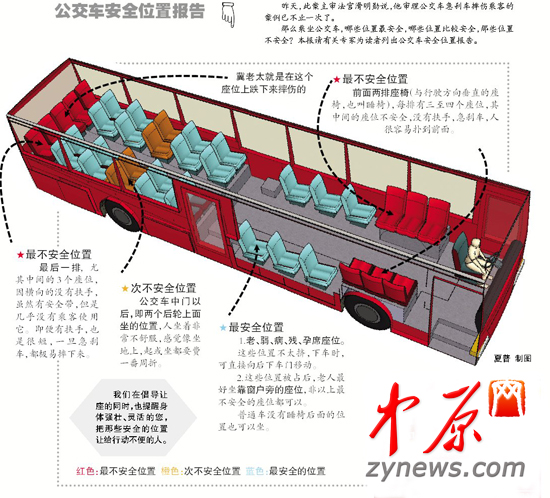 公交车安全位置报告
昨天,此案主审法官滑明勤说,他审理公交车急刹车摔伤乘客的
案例已不止一次了。
那么乘坐公交车,哪些位置最安全,哪些位置比较安全,那些位置
不安全?本报请有关专家为读者列出公交车安全位置报告。
冀老太就是在这个
座位上跌下来摔伤的
★最不安全位置
前面两排座椅(与行驶方向垂直的座
椅,也叫睡椅),每排有三至四个座位,其
中间的座位不安全,没有扶手,急刹车,人
很容易扑到前面。
★最不安全位置
最后一排,尤
其中间的3个座位,
因横向的没有扶手,
虽然有安全带,但是
几乎没有乘客使用
它。即使有扶手,也
是很短,一旦急刹
车,都极易摔下来。
★次不安全位置
公交车中门以
后,即两个后轮上面
坐的位置,人坐着非
常不舒服,感觉像坐
地上,起或坐都要费
一番周折。
★最安全位置
1.老、弱、病、残、孕席座位。
这些位置不太挤,下车时,
可直接向后下车门移动。
2.这些位置被占后,老人最
好坐靠窗户旁的座位,非以上最
不安全的座位都可以。
普通车没有睡椅后面的位
置也可以坐。
夏普 制图
我们在倡导让
座的同时,也提醒身
体强壮、灵活的您,
把那些安全的位置
让给行动不便的人。
红色:最不安全位置 橙色:次不安全位置 蓝色:最安全的位置
中原网
zynews.com